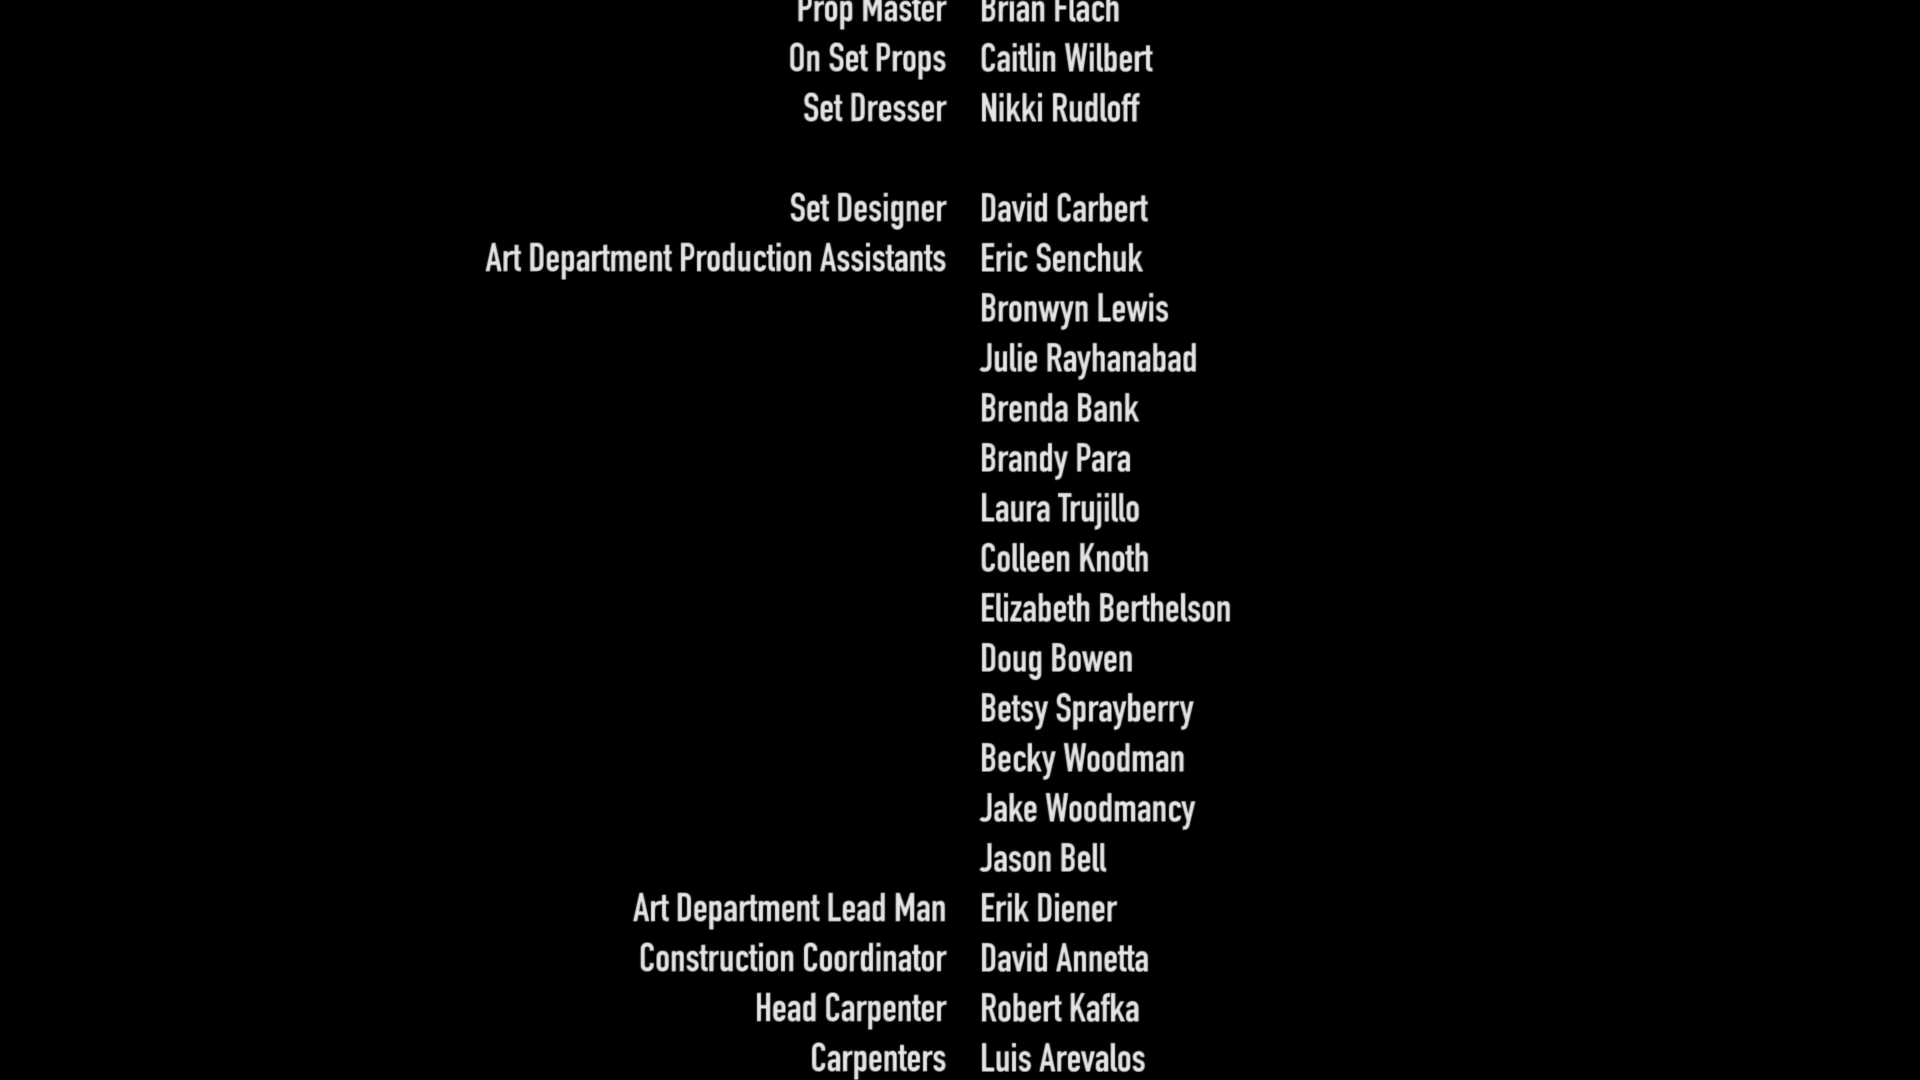 Prop Master Brian Flach
On Set Props Caitlin Wilbert
Set Dresser Nikki Rudloff
Set Designer David Carbert
Art Department Production Assistants Eric Senchuk
Bronwyn Lewis
Julie Rayhanabad
Brenda Bank
Brandy Para
Laura Trujillo
Colleen Knoth
Elizabeth Berthelson
Doug Bowen
Betsy Sprayberry
Becky Woodman
Jake Woodmancy
Jason Bell
Art Department Lead Man Erik Diener
Construction Coordinator David Annetta
Head Carpenter Robert Kafka
Carpenters Luis Arevalos